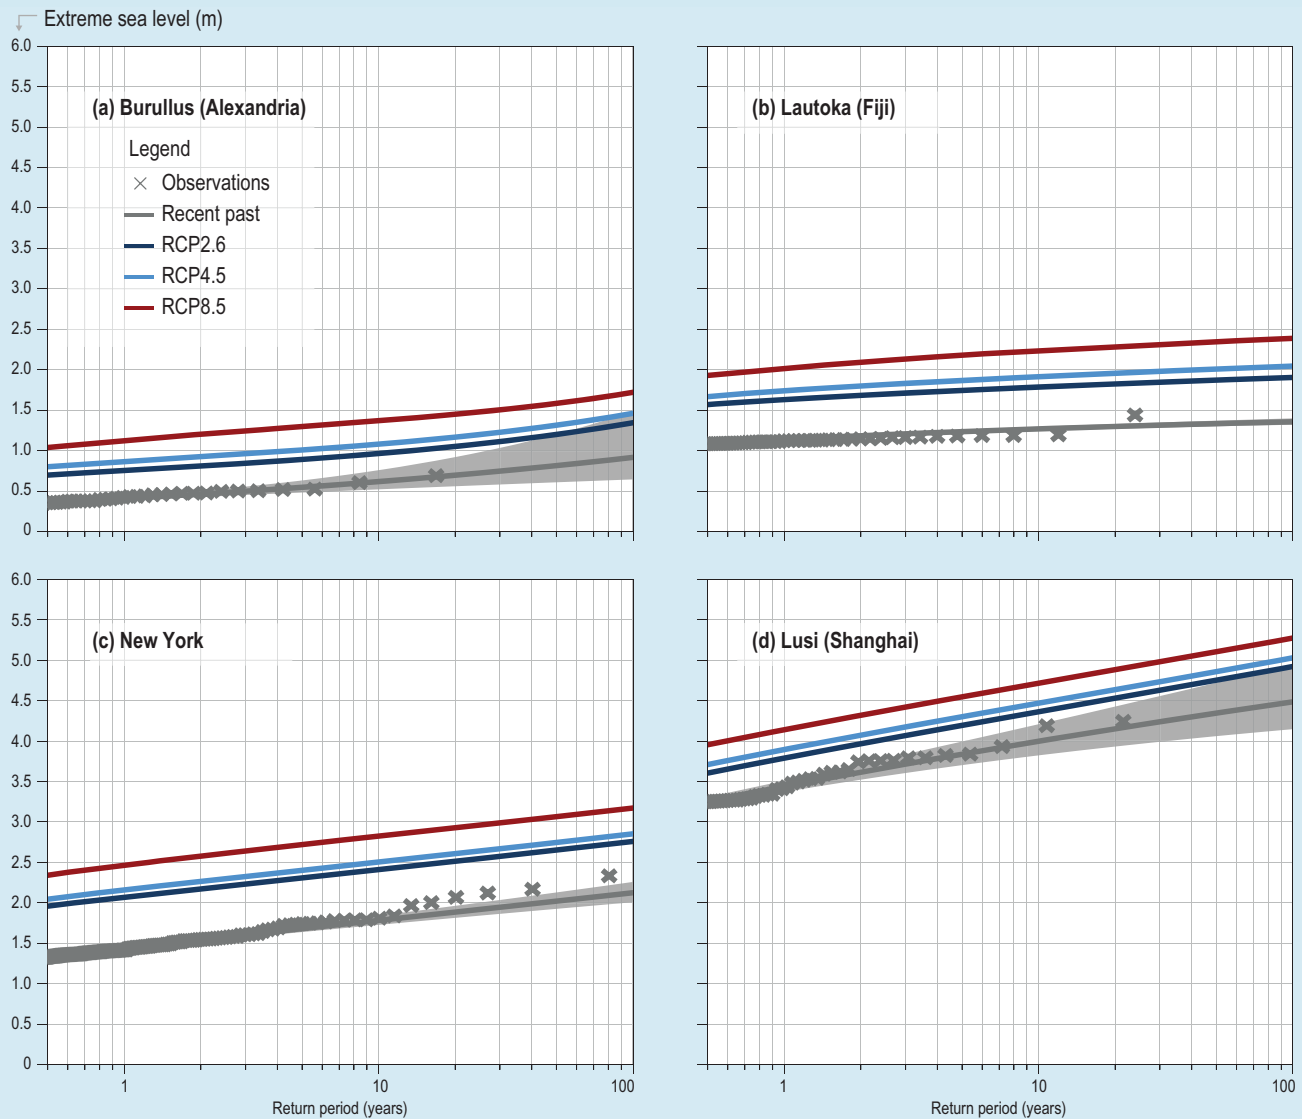 Extreme sea level (m)
6.0
5.5
5.0
4.5
4.0
3.5
3.0
2.5
2.0
1.5
1.0
0.5
0
(a) Burullus (Alexandria)
Legend
Observations
Recent past
RCP2.6
RCP4.5
RCP8.5
(b) Lautoka (Fiji)
6.0
5.5
5.0
4.5
4.0
3.5
3.0
2.5
2.0
1.5
1.0
0.5
0
(c) New York
1 10 100
Return period (years)
(d) Lusi (Shanghai)
1 10 100
Return period (years)